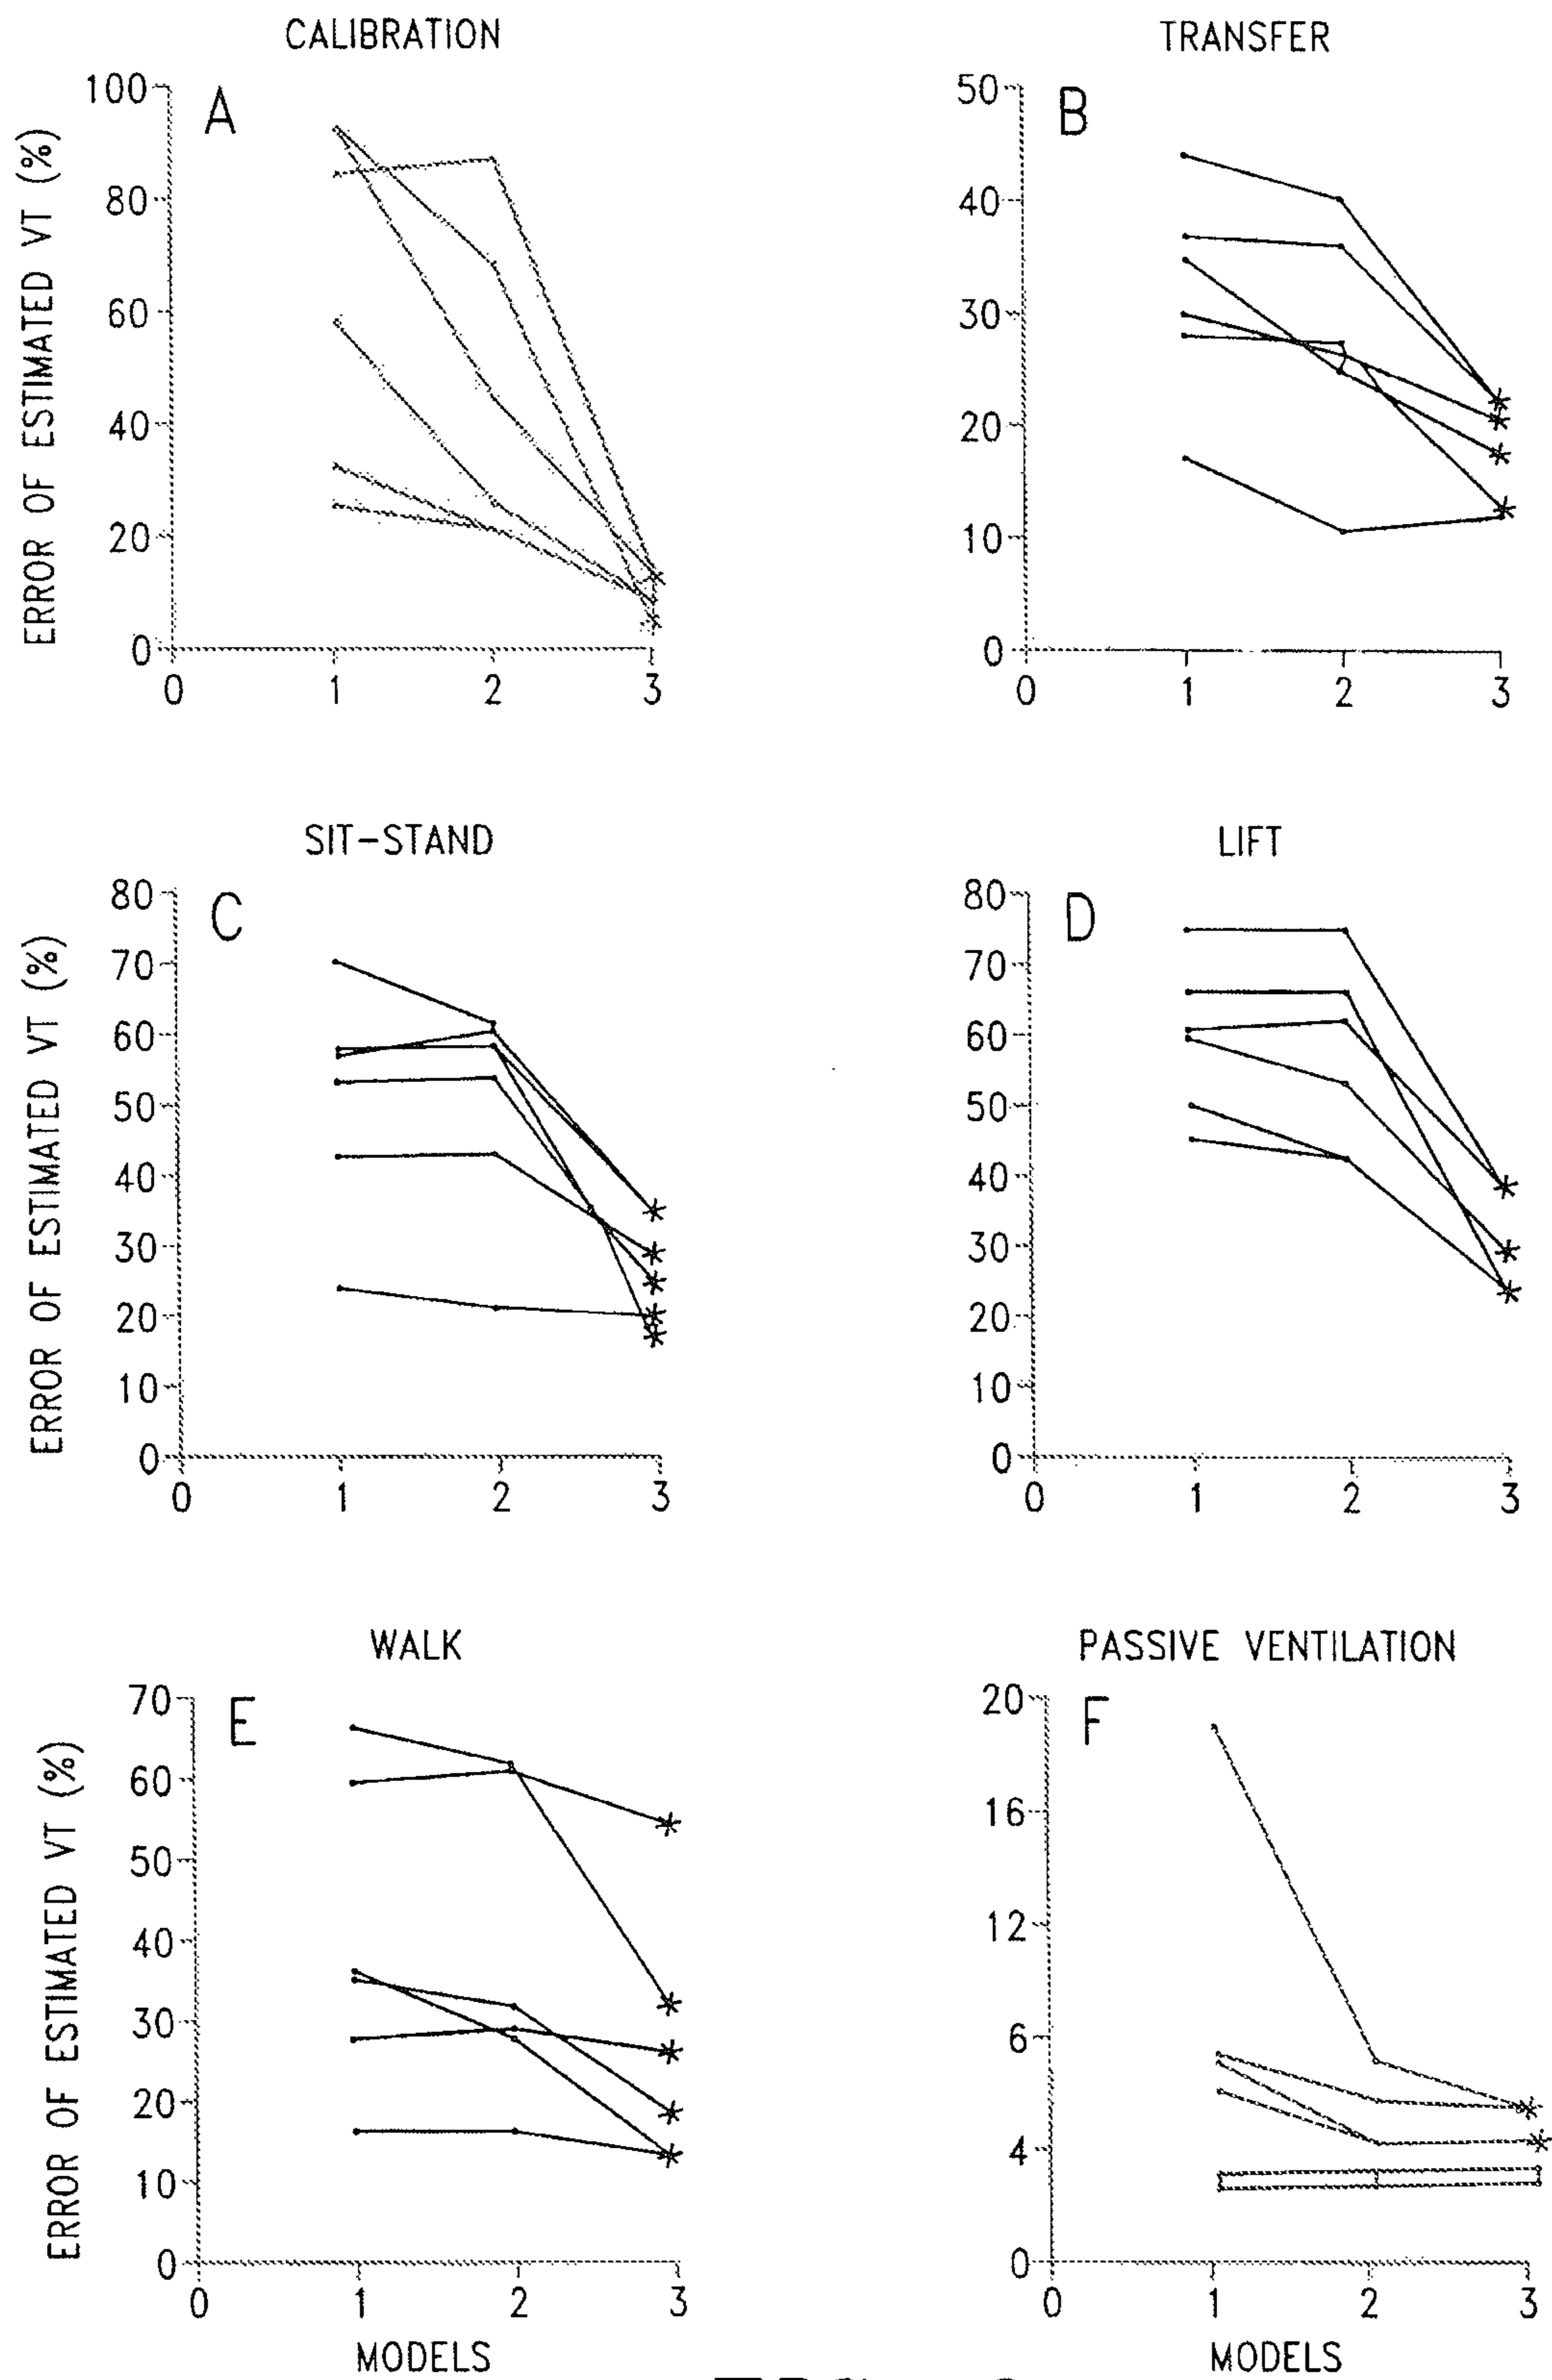 CALIBRATION
TRANSFER
ERROR OF ESTIMATED VT (%)
A
100
80
60
40
20
0
0 1 2 3
B
50
40
30
20
10
0
0 1 2 3
SIT-STAND
LIFT
ERROR OF ESTIMATED VT (%)
C
80
70
60
50
40
30
20
10
0
0 1 2 3
D
80
70
60
50
40
30
20
10
0
0 1 2 3
WALK
PASSIVE VENTILATION
ERROR OF ESTIMATED VT (%)
E
70
60
50
40
30
20
10
0
0 1 2 3
MODELS
F
20
16
12
6
4
0
0 1 2 3
MODELS